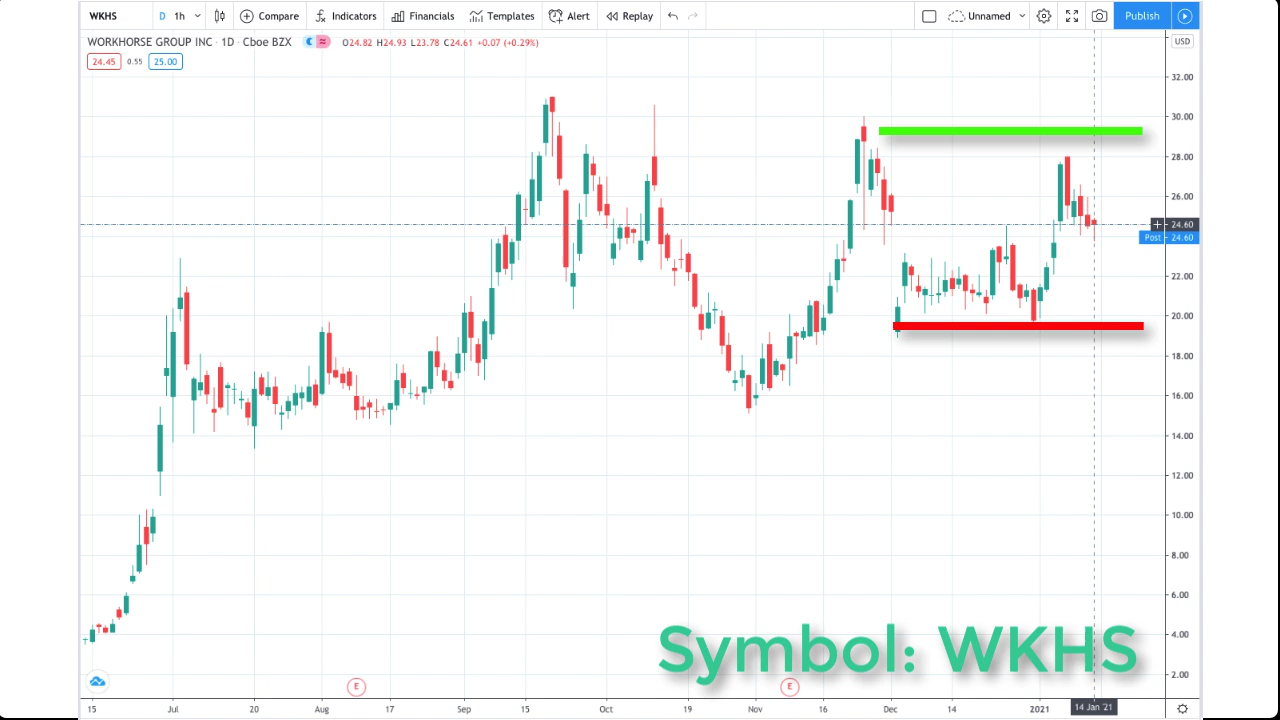 WKHS D 1h Compare Indicators Financials Templates Alert Replay Unnamed Publish
WORKHORSE GROUP INC · 1D · Cboe BZX O24.82 H24.93 L23.78 C24.61 +0.07 (+0.29%)
USD
24.45 0.55 25.00
32.00
30.00
28.00
26.00
24.60
Post 24.60
22.00
20.00
18.00
16.00
14.00
12.00
10.00
8.00
6.00
4.00
Symbol: WKHS
2.00
E E
15 Jul 20 Aug 17 Sep 15 Oct 19 Nov 16 Dec 14 2021 14 Jan '21